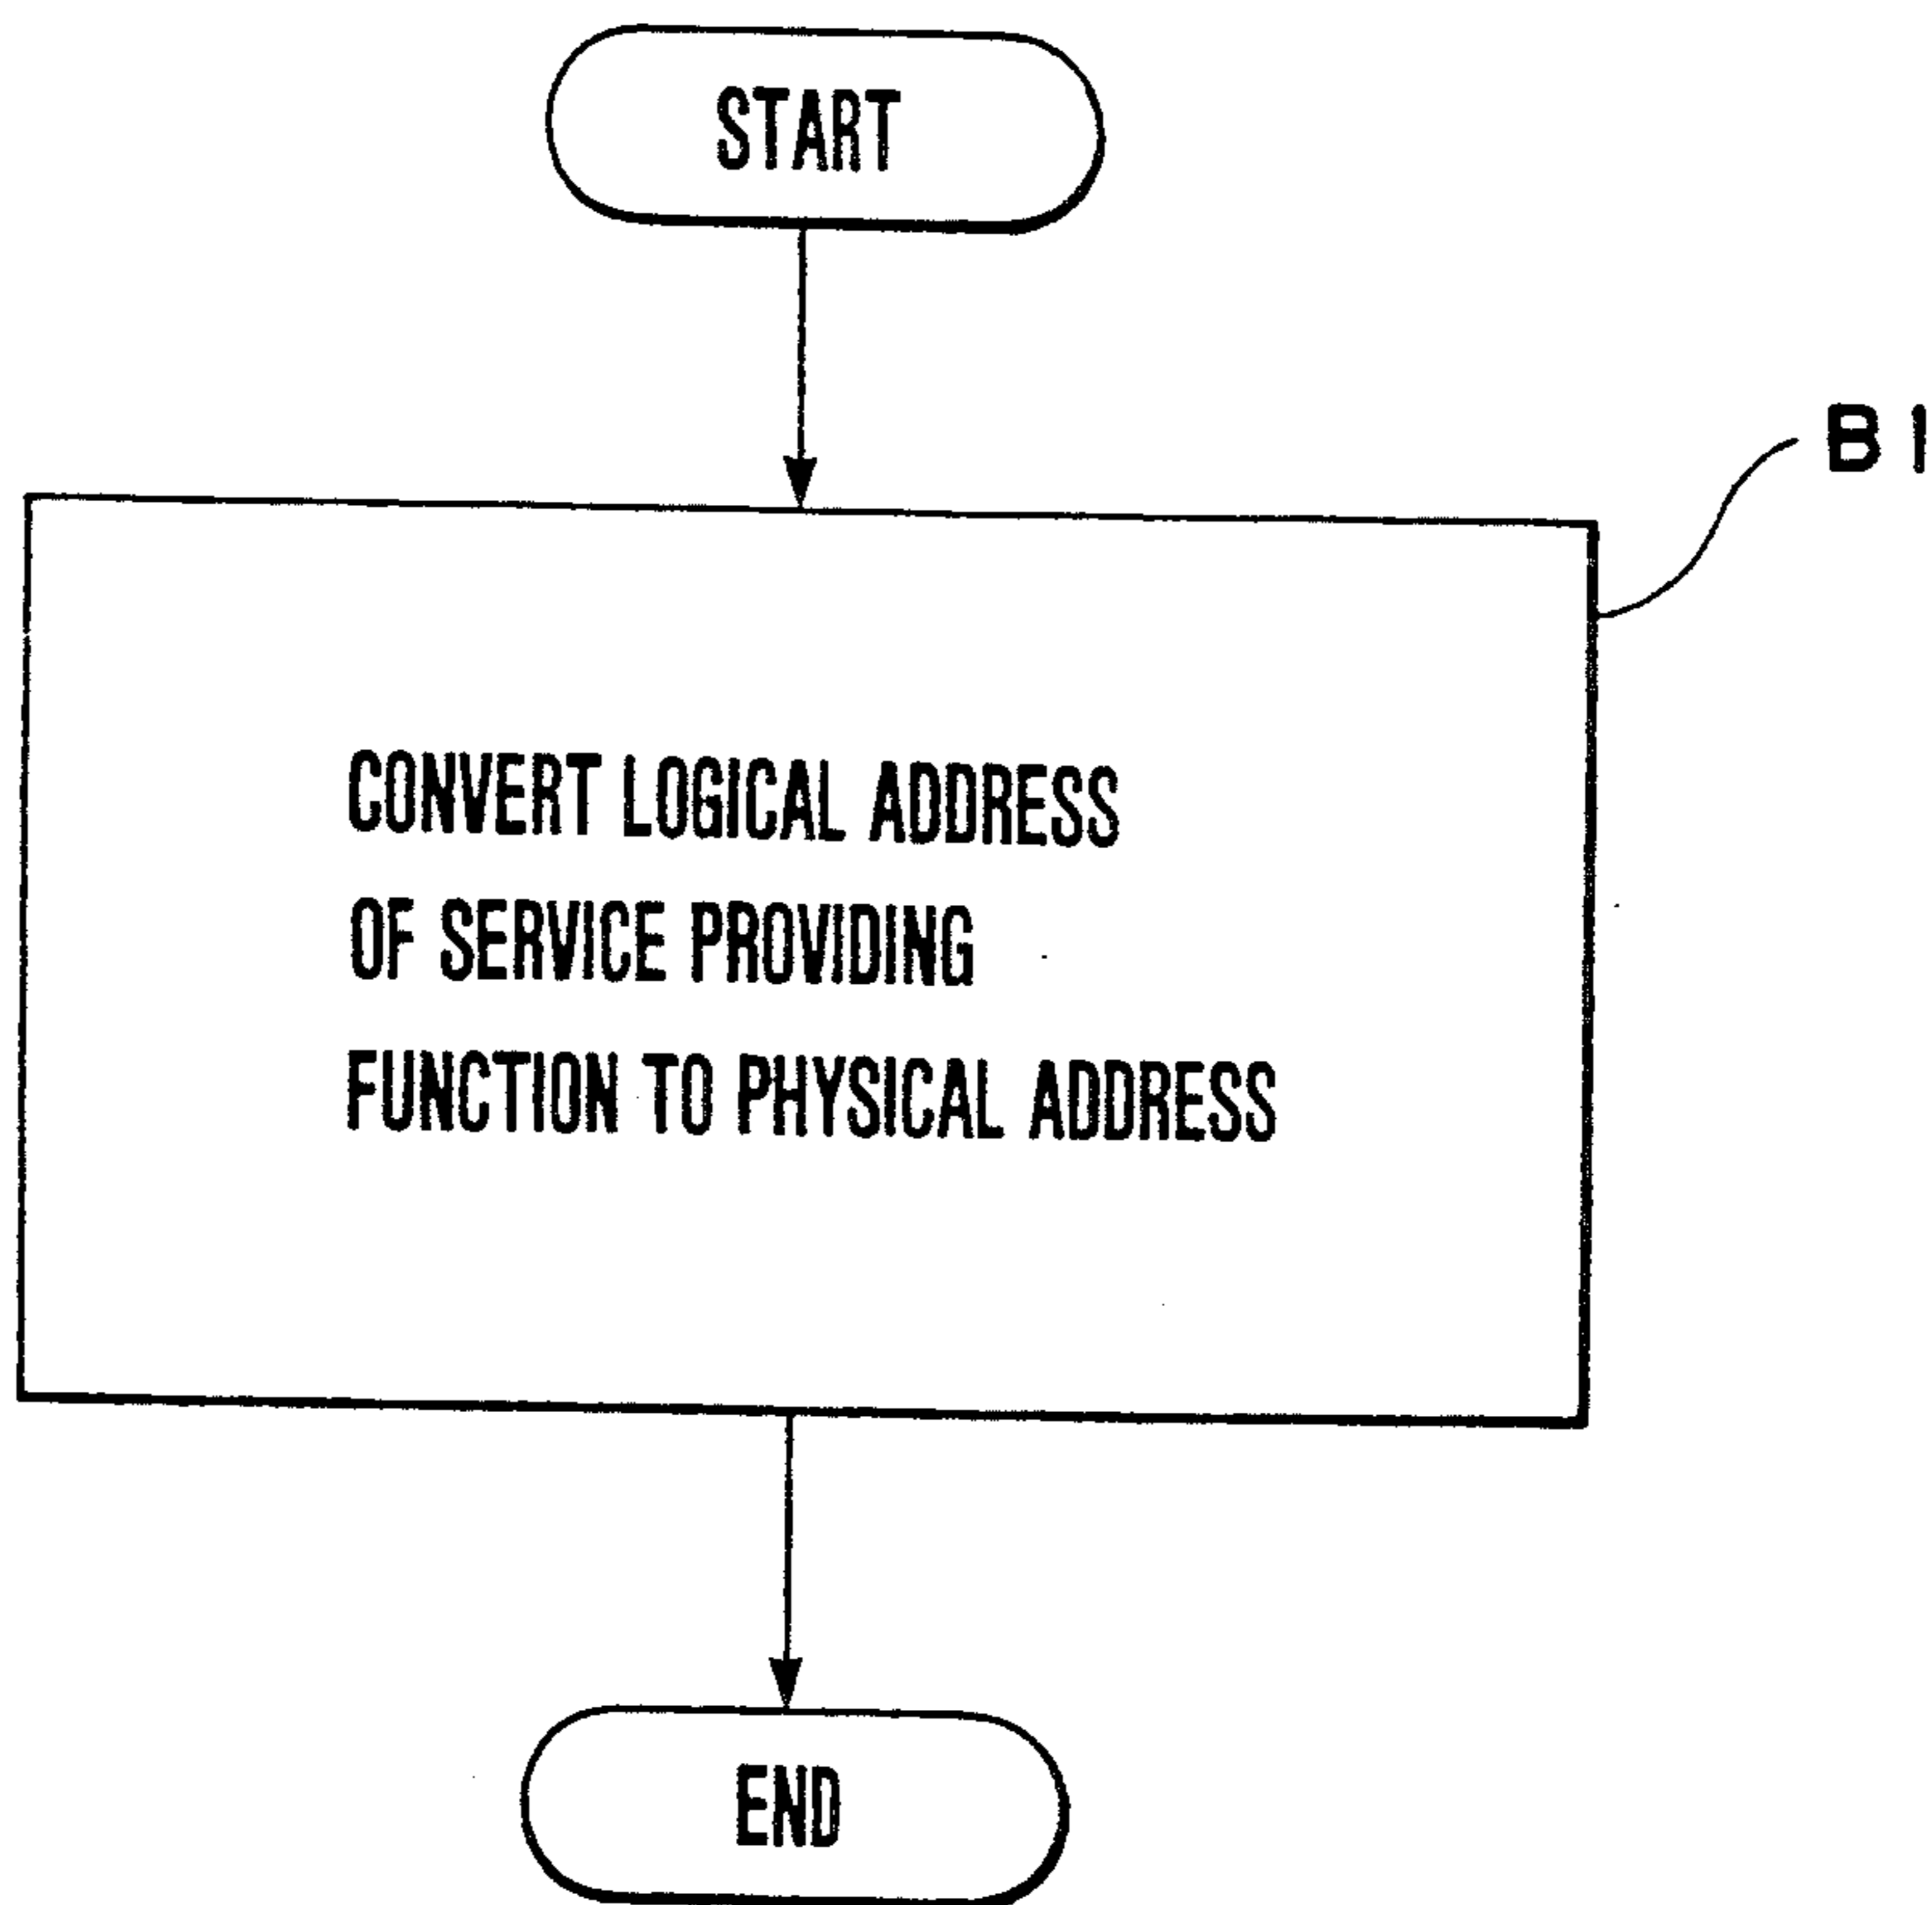 START
B1
CONVERT LOGICAL ADDRESS
OF SERVICE PROVIDING
FUNCTION TO PHYSICAL ADDRESS
END